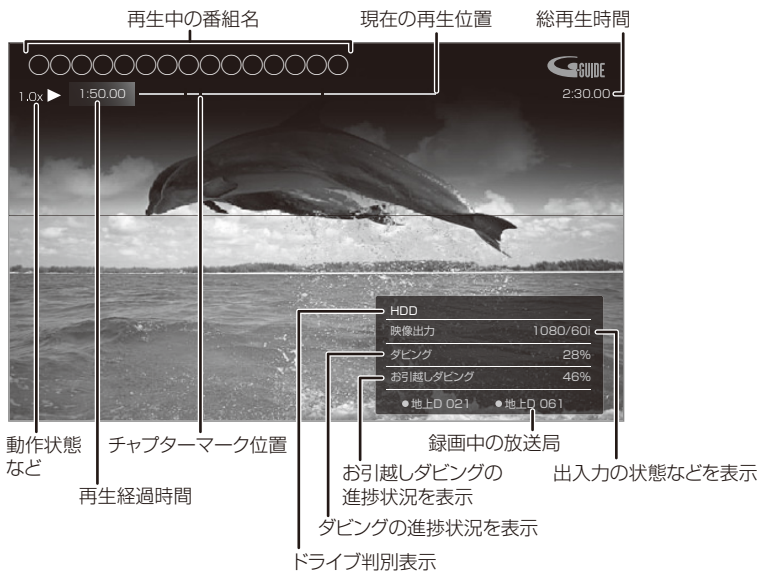 再生中の番組名
現在の再生位置
総再生時間
○○○○○○○○○○○○○○○
G-GUIDE
1.0x ▶ 1:50.00
2:30.00
HDD
映像出力 1080/60i
ダビング 28%
お引越しダビング 46%
●地上D 021 ●地上D 061
動作状態
など
チャプターマーク位置
録画中の放送局
再生経過時間
お引越しダビングの
進捗状況を表示
出入力の状態などを表示
ダビングの進捗状況を表示
ドライブ判別表示